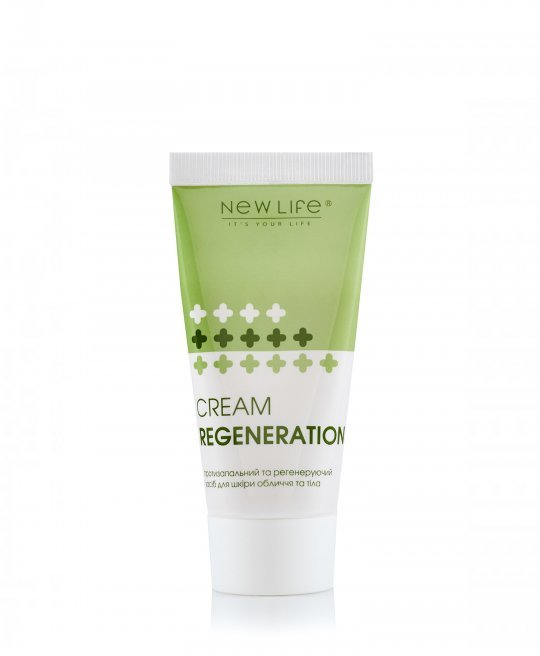 NEW LIFE®
IT'S YOUR LIFE
CREAM
REGENERATION
протизапальний та регенеруючий
засіб для шкіри обличчя та тіла